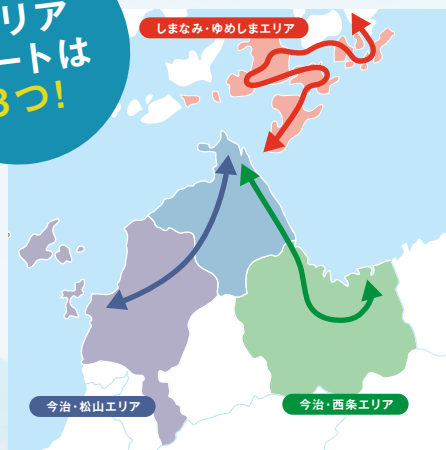 リア
ートは
3つ!
しまなみ・ゆめしまエリア
今治・松山エリア
今治・西条エリア